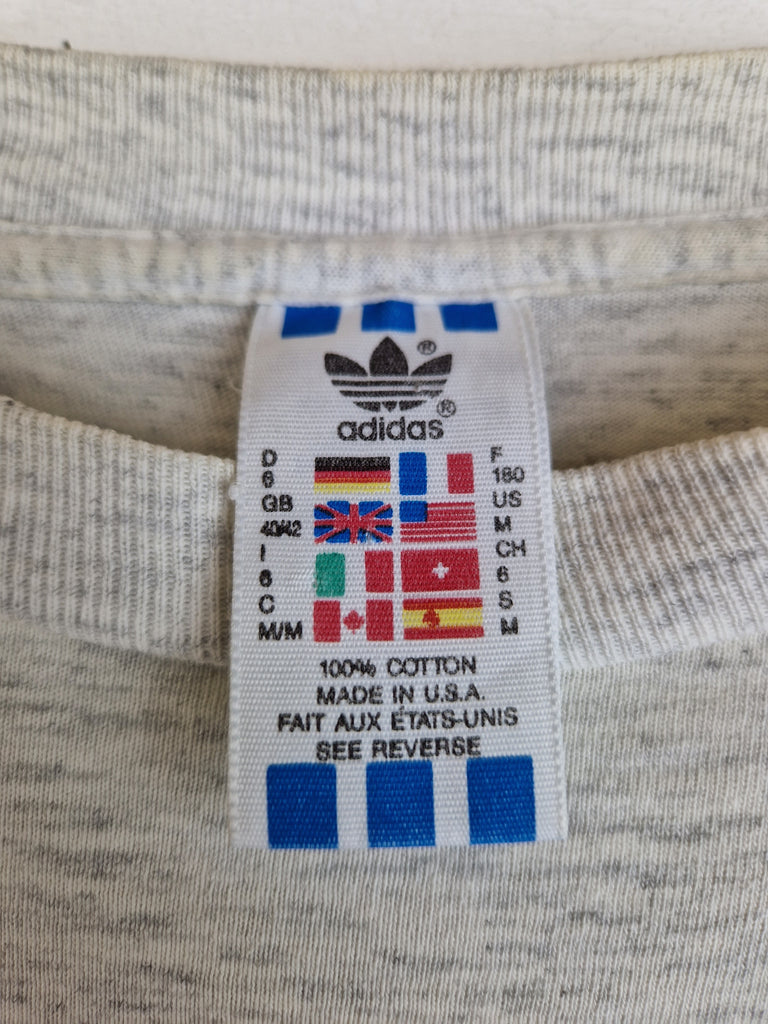 ®
adidas®
D F
6 180
GB US
40/42 M
I CH
6 6
C S
M/M M
100% COTTON
MADE IN U.S.A.
FAIT AUX ÉTATS-UNIS
SEE REVERSE